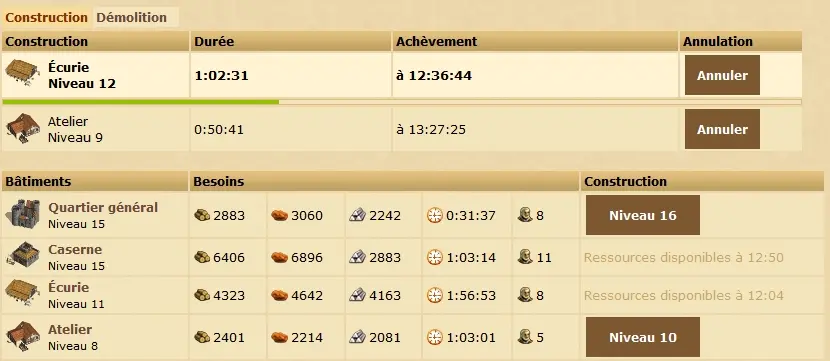 Construction Démolition
Construction Durée Achèvement Annulation
Écurie
Niveau 12 1:02:31 à 12:36:44 Annuler
Atelier
Niveau 9 0:50:41 à 13:27:25 Annuler
Bâtiments Besoins Construction
Quartier général
Niveau 15 2883 3060 2242 0:31:37 8 Niveau 16
Caserne
Niveau 15 6406 6896 2883 1:03:14 11 Ressources disponibles à 12:50
Écurie
Niveau 11 4323 4642 4163 1:56:53 8 Ressources disponibles à 12:04
Atelier
Niveau 8 2401 2214 2081 1:03:01 5 Niveau 10